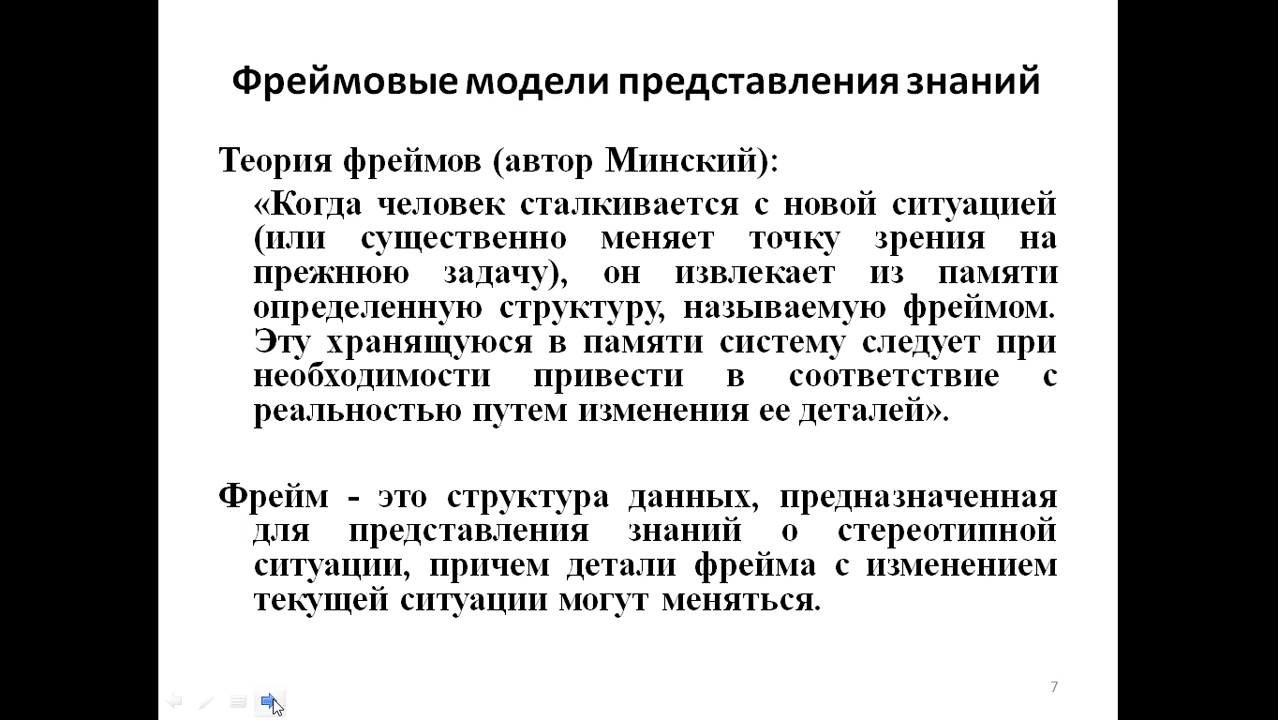 Фреймовые модели представления знаний
Теория фреймов (автор Минский):
«Когда человек сталкивается с новой ситуацией
(или существенно меняет точку зрения на
прежнюю задачу), он извлекает из памяти
определенную структуру, называемую фреймом.
Эту хранящуюся в памяти систему следует при
необходимости привести в соответствие с
реальностью путем изменения ее деталей».
Фрейм - это структура данных, предназначенная
для представления знаний о стереотипной
ситуации, причем детали фрейма с изменением
текущей ситуации могут меняться.
7